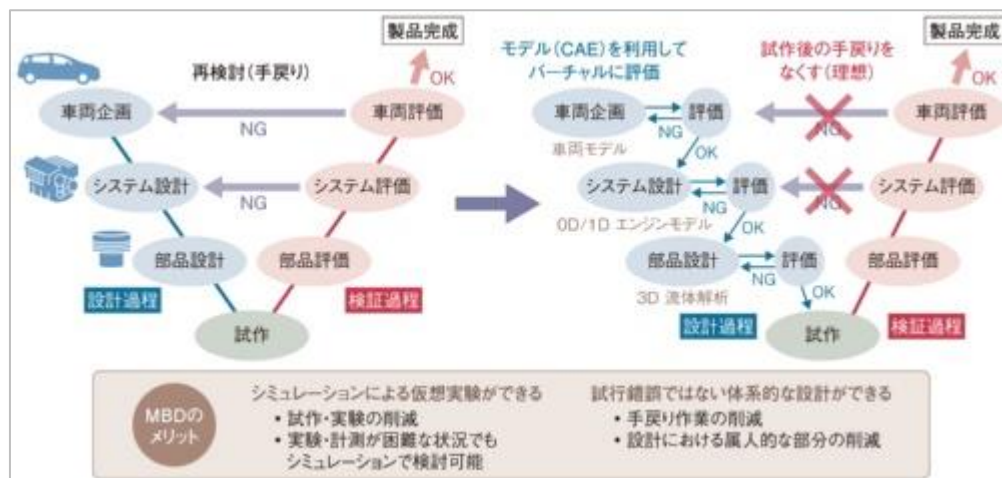 製品完成
OK
再検討（手戻り）
車両企画
NG
車両評価
システム設計
NG
システム評価
部品設計
部品評価
設計過程
検証過程
試作
モデル（CAE）を利用して
バーチャルに評価
試作後の手戻りを
なくす（理想）
製品完成
OK
車両企画
NG
評価
NG
車両評価
車両モデル
OK
システム設計
NG
評価
NG
システム評価
0D/1D エンジンモデル
OK
部品設計
NG
評価
部品評価
3D 流体解析
OK
設計過程
検証過程
試作
MBDの
メリット
シミュレーションによる仮想実験ができる
• 試作・実験の削減
• 実験・計測が困難な状況でも
シミュレーションで検討可能
試行錯誤ではない体系的な設計ができる
• 手戻り作業の削減
• 設計における属人的な部分の削減